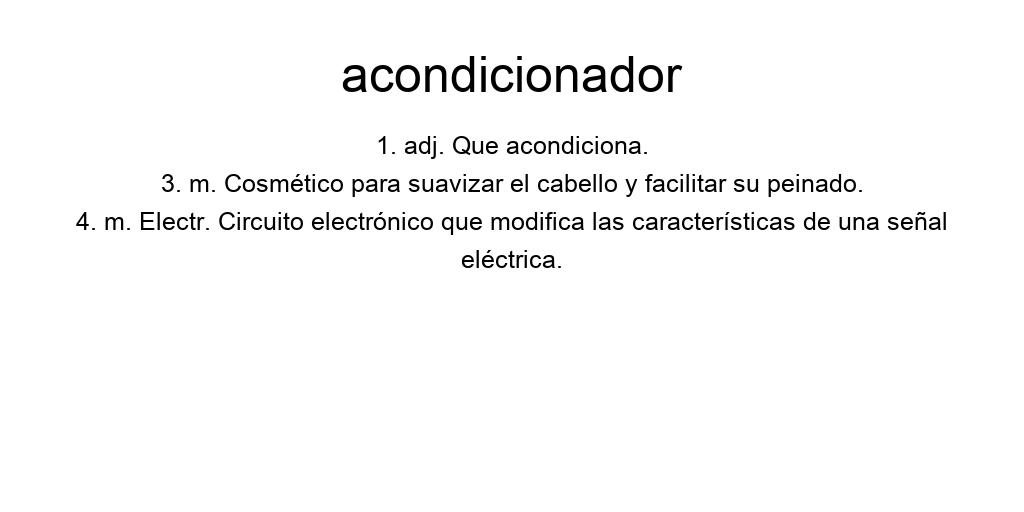 acondicionador
1. adj. Que acondiciona.
3. m. Cosmético para suavizar el cabello y facilitar su peinado.
4. m. Electr. Circuito electrónico que modifica las características de una señal
eléctrica.